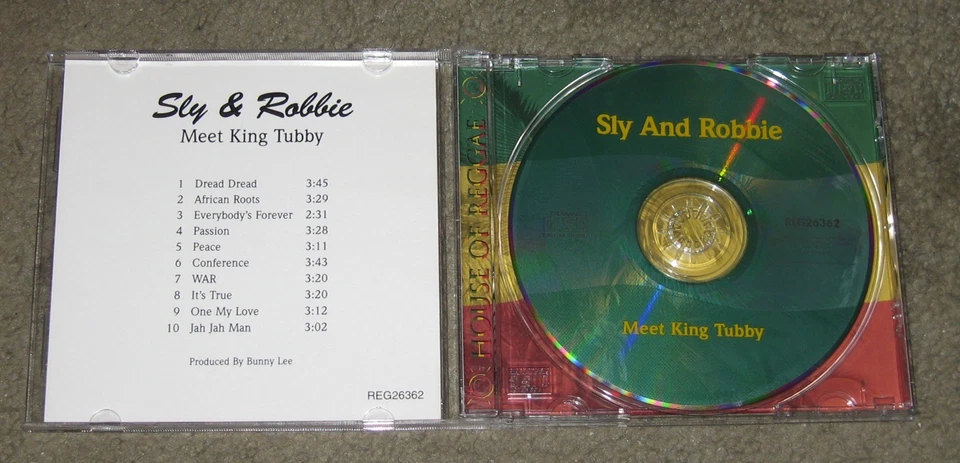 Sly & Robbie
Meet King Tubby
1 Dread Dread 3:45
2 African Roots 3:29
3 Everybody's Forever 2:31
4 Passion 3:28
5 Peace 3:11
6 Conference 3:43
7 WAR 3:20
8 It's True 3:20
9 One My Love 3:12
10 Jah Jah Man 3:02
Produced By Bunny Lee
REG26362
HOUSE OF REGGAE
Sly And Robbie
REG26362
Meet King Tubby